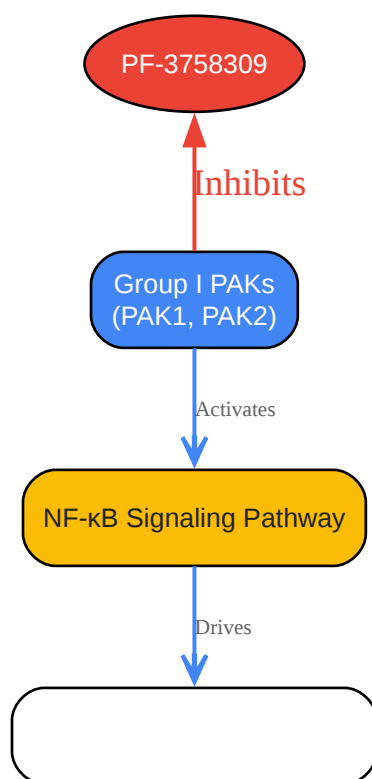 PF-3758309
Inhibits
Group I PAKs
(PAK1, PAK2)
Activates
NF-κB Signaling Pathway
Drives